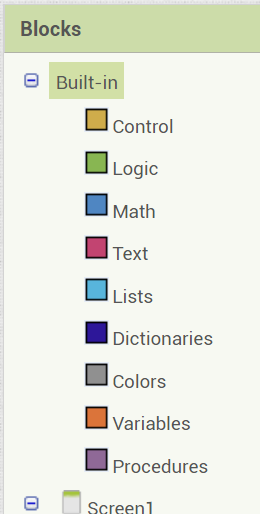 Blocks
Built-in
Control
Logic
Math
Text
Lists
Dictionaries
Colors
Variables
Procedures
Screen1